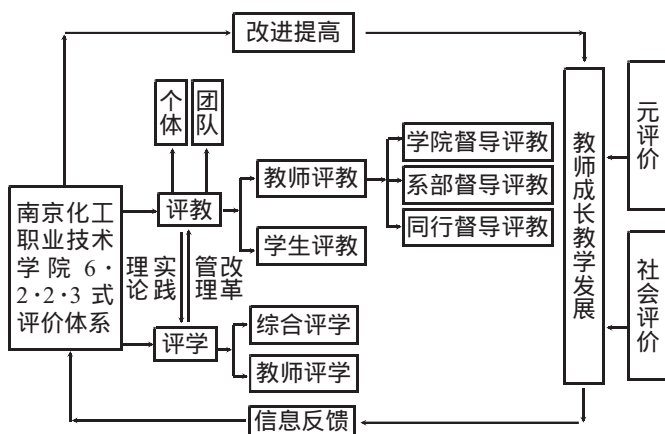 改进提高
个体
团队
学院督导评教
教师评教
系部督导评教
南京化工
职业技术
学院 6·
2·2·3 式
评价体系
评教
同行督导评教
学生评教
理论
实践
管理
改革
综合评学
评学
教师评学
信息反馈
教师成长教学发展
元评价
社会评价